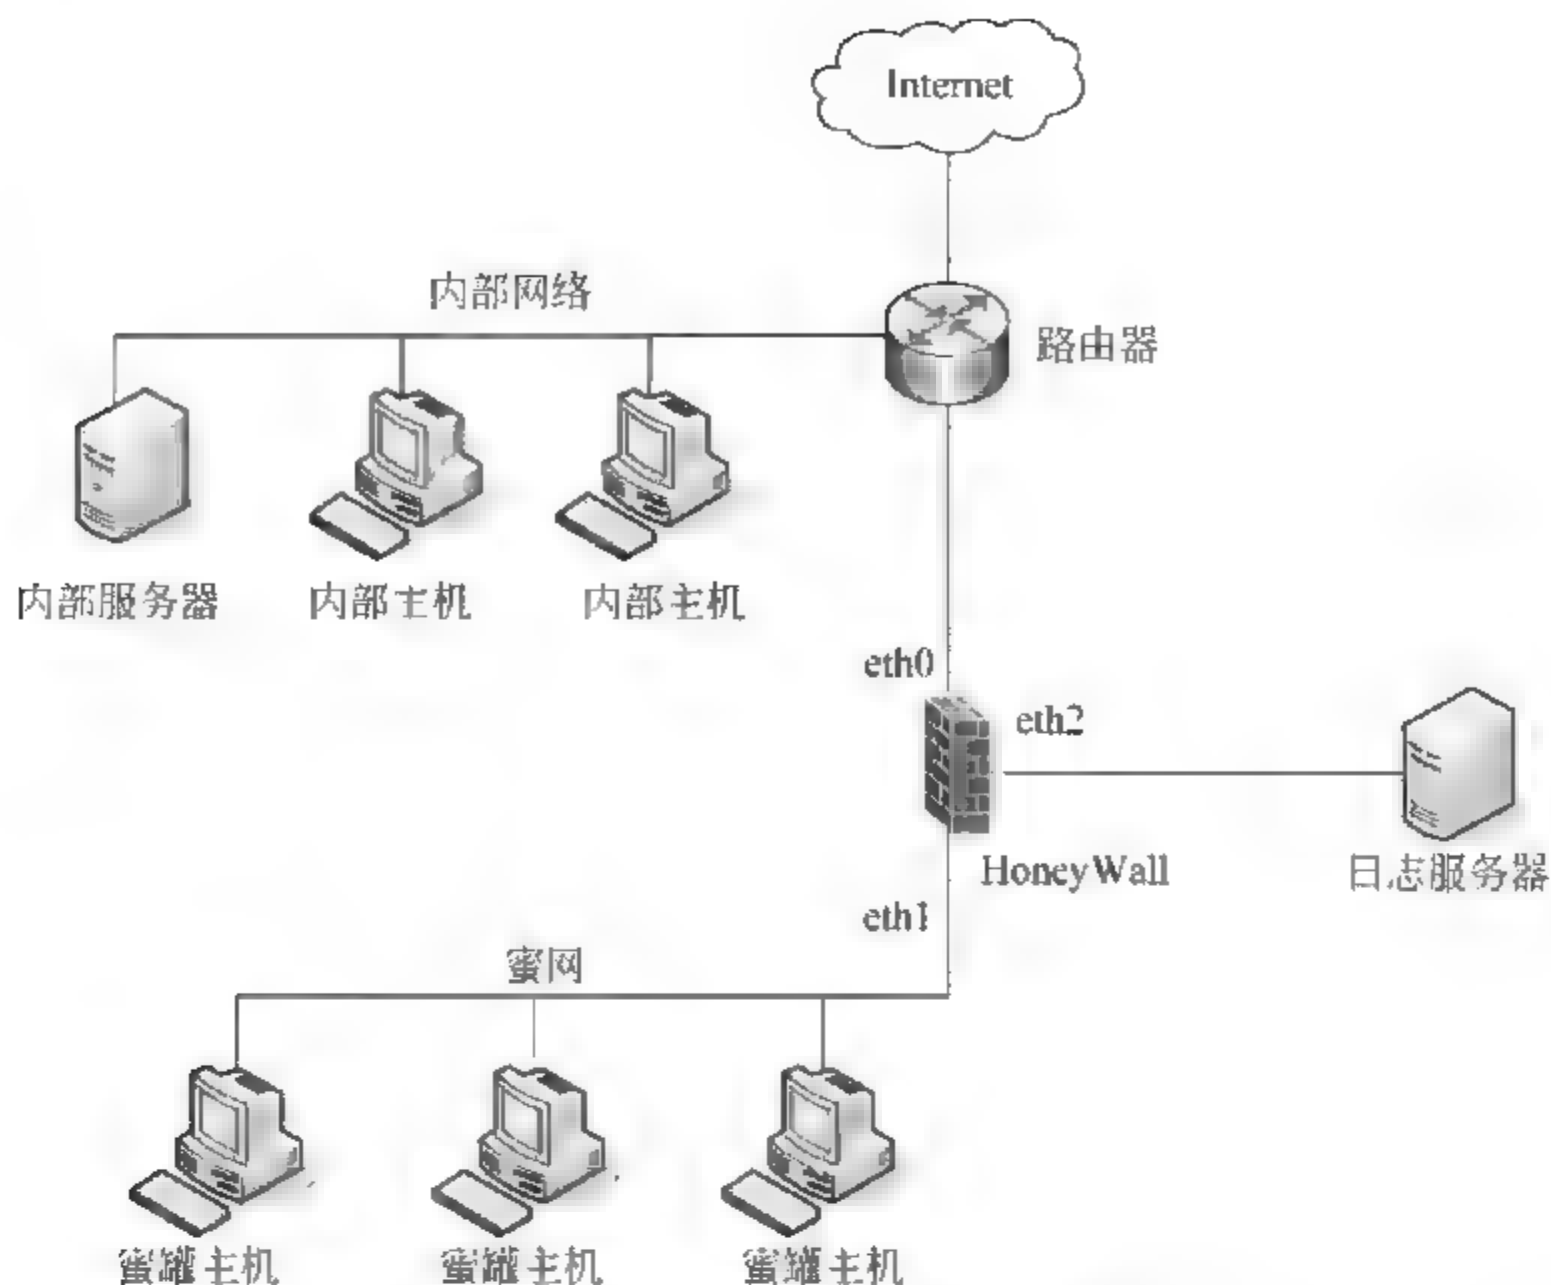 Internet
内部网络
路由器
内部服务器
内部主机
内部主机
eth0
eth2
HoneyWall
日志服务器
eth1
蜜网
蜜罐主机
蜜罐主机
蜜罐主机